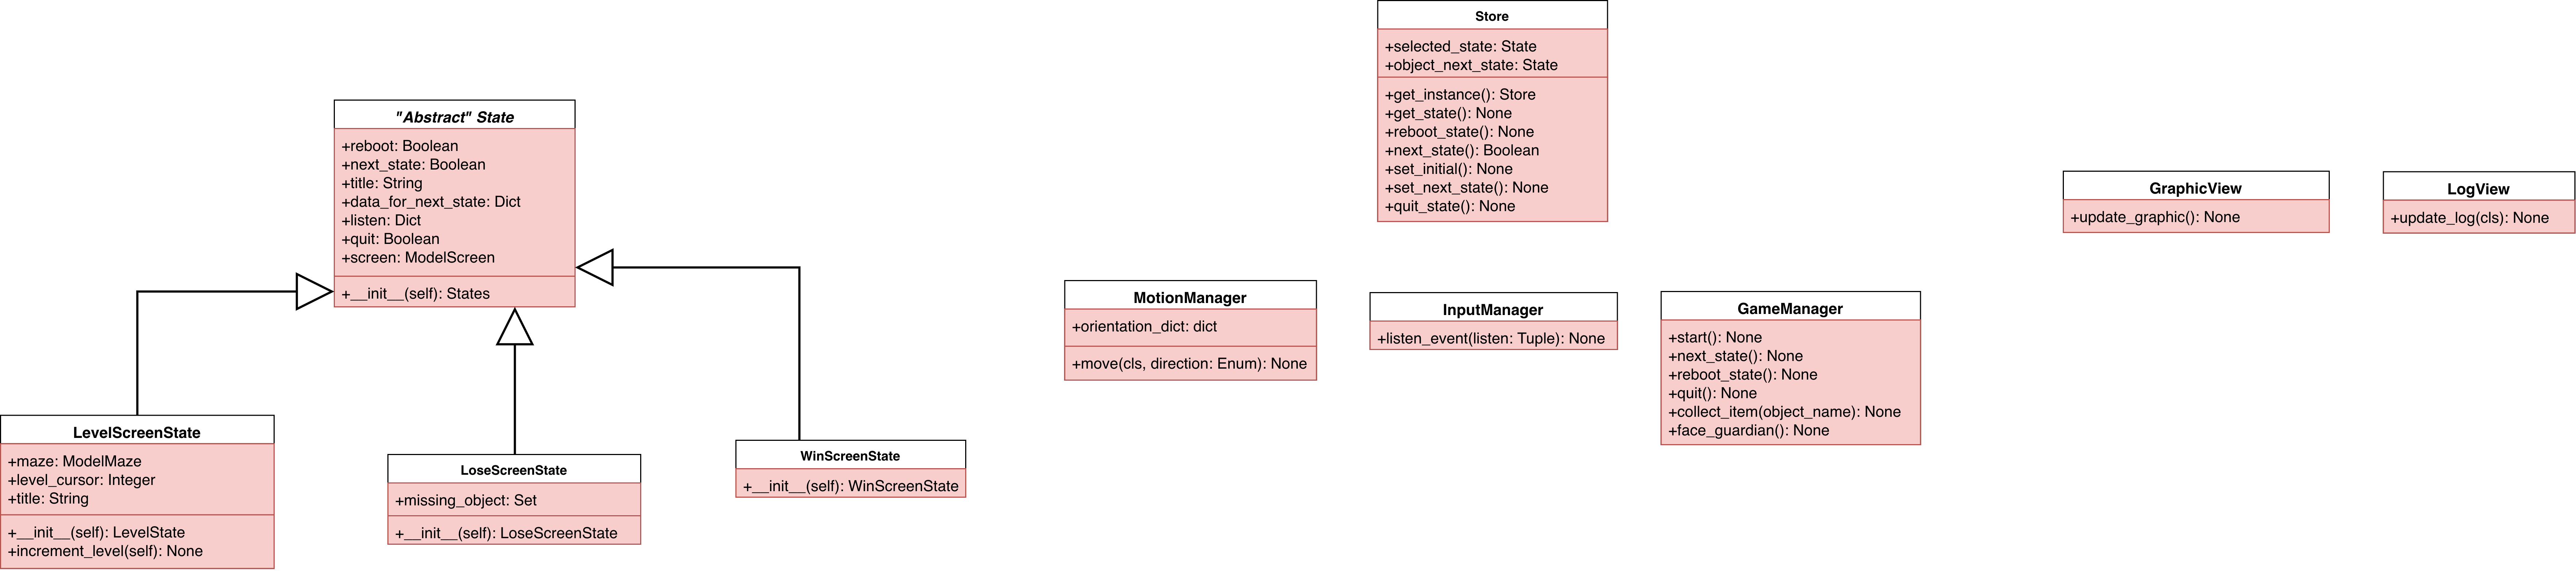 "Abstract" State
+reboot: Boolean
+next_state: Boolean
+title: String
+data_for_next_state: Dict
+listen: Dict
+quit: Boolean
+screen: ModelScreen
+__init__(self): States
LevelScreenState
+maze: ModelMaze
+level_cursor: Integer
+title: String
+__init__(self): LevelState
+increment_level(self): None
LoseScreenState
+missing_object: Set
+__init__(self): LoseScreenState
WinScreenState
+__init__(self): WinScreenState
Store
+selected_state: State
+object_next_state: State
+get_instance(): Store
+get_state(): None
+reboot_state(): None
+next_state(): Boolean
+set_initial(): None
+set_next_state(): None
+quit_state(): None
MotionManager
+orientation_dict: dict
+move(cls, direction: Enum): None
InputManager
+listen_event(listen: Tuple): None
GameManager
+start(): None
+next_state(): None
+reboot_state(): None
+quit(): None
+collect_item(object_name): None
+face_guardian(): None
GraphicView
+update_graphic(): None
LogView
+update_log(cls): None